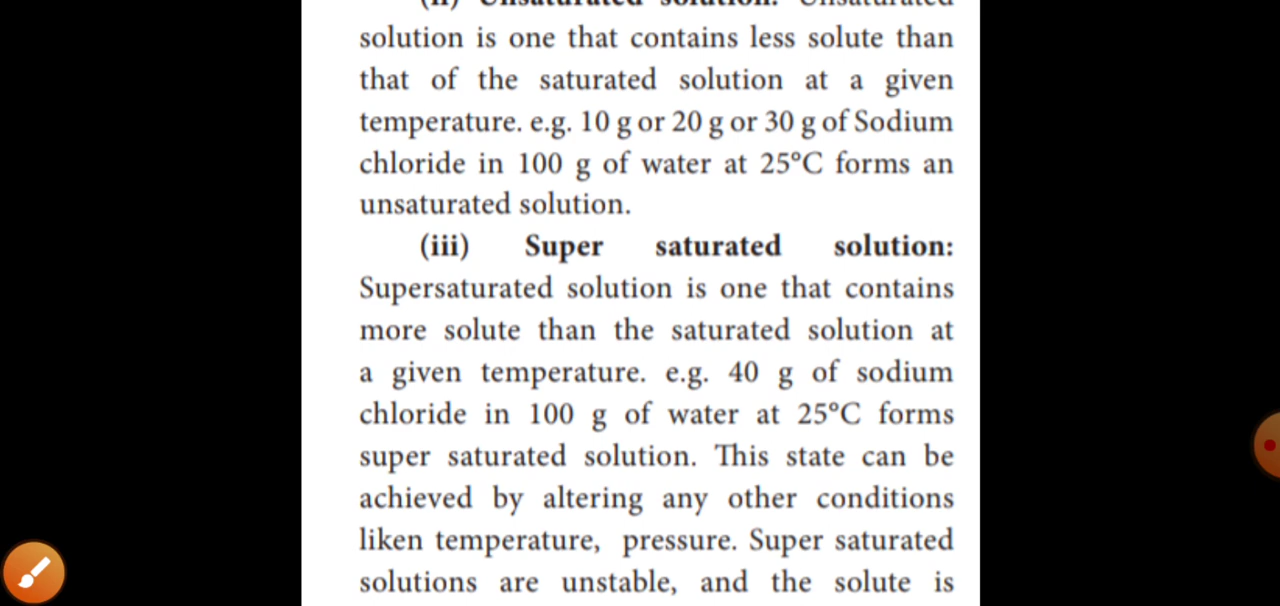 (ii) Unsaturated solution: Unsaturated
solution is one that contains less solute than
that of the saturated solution at a given
temperature. e.g. 10 g or 20 g or 30 g of Sodium
chloride in 100 g of water at 25°C forms an
unsaturated solution.
(iii) Super saturated solution:
Supersaturated solution is one that contains
more solute than the saturated solution at
a given temperature. e.g. 40 g of sodium
chloride in 100 g of water at 25°C forms
super saturated solution. This state can be
achieved by altering any other conditions
liken temperature, pressure. Super saturated
solutions are unstable, and the solute is